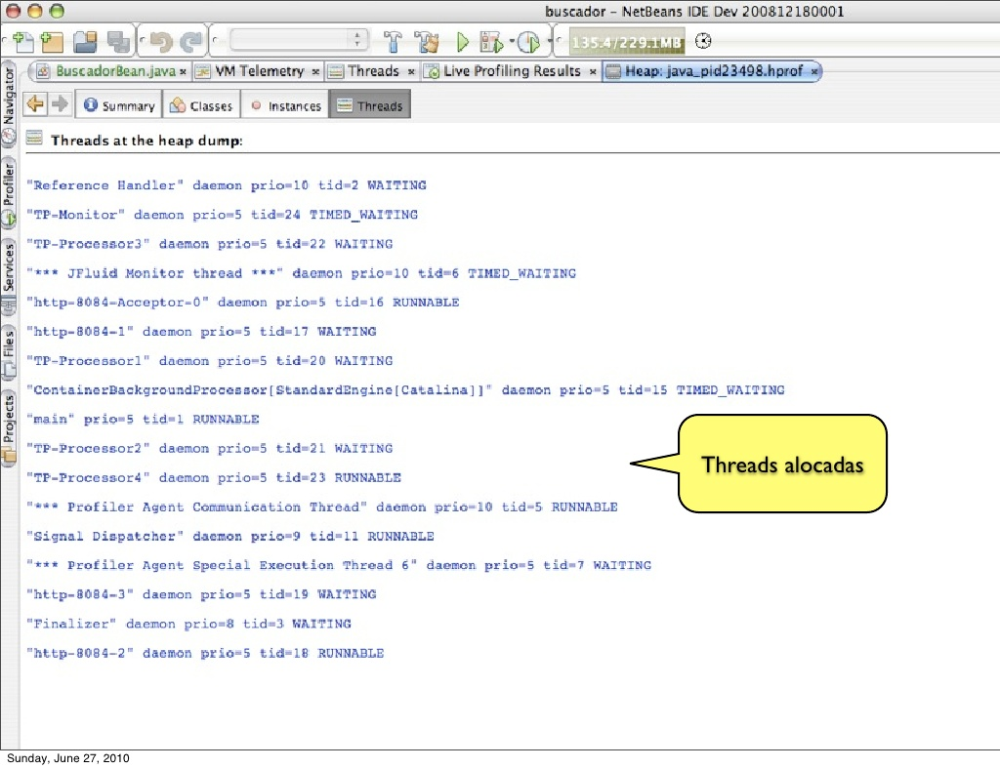 buscador - NetBeans IDE Dev 200812180001
135.4/229.1MB
BuscadorBean.java × VM Telemetry × Threads × Live Profiling Results × Heap: java_pid23498.hprof ×
Summary Classes Instances Threads
Navigator
Profiler
Services
Files
Projects
Threads at the heap dump:
"Reference Handler" daemon prio=10 tid=2 WAITING
"TP-Monitor" daemon prio=5 tid=24 TIMED_WAITING
"TP-Processor3" daemon prio=5 tid=22 WAITING
"*** JFluid Monitor thread ***" daemon prio=10 tid=6 TIMED_WAITING
"http-8084-Acceptor-0" daemon prio=5 tid=16 RUNNABLE
"http-8084-1" daemon prio=5 tid=17 WAITING
"TP-Processor1" daemon prio=5 tid=20 WAITING
"ContainerBackgroundProcessor[StandardEngine[Catalina]]" daemon prio=5 tid=15 TIMED_WAITING
"main" prio=5 tid=1 RUNNABLE
"TP-Processor2" daemon prio=5 tid=21 WAITING
"TP-Processor4" daemon prio=5 tid=23 RUNNABLE
"*** Profiler Agent Communication Thread" daemon prio=10 tid=5 RUNNABLE
"Signal Dispatcher" daemon prio=9 tid=11 RUNNABLE
"*** Profiler Agent Special Execution Thread 6" daemon prio=5 tid=7 WAITING
"http-8084-3" daemon prio=5 tid=19 WAITING
"Finalizer" daemon prio=8 tid=3 WAITING
"http-8084-2" daemon prio=5 tid=18 RUNNABLE
Threads alocadas
Sunday, June 27, 2010